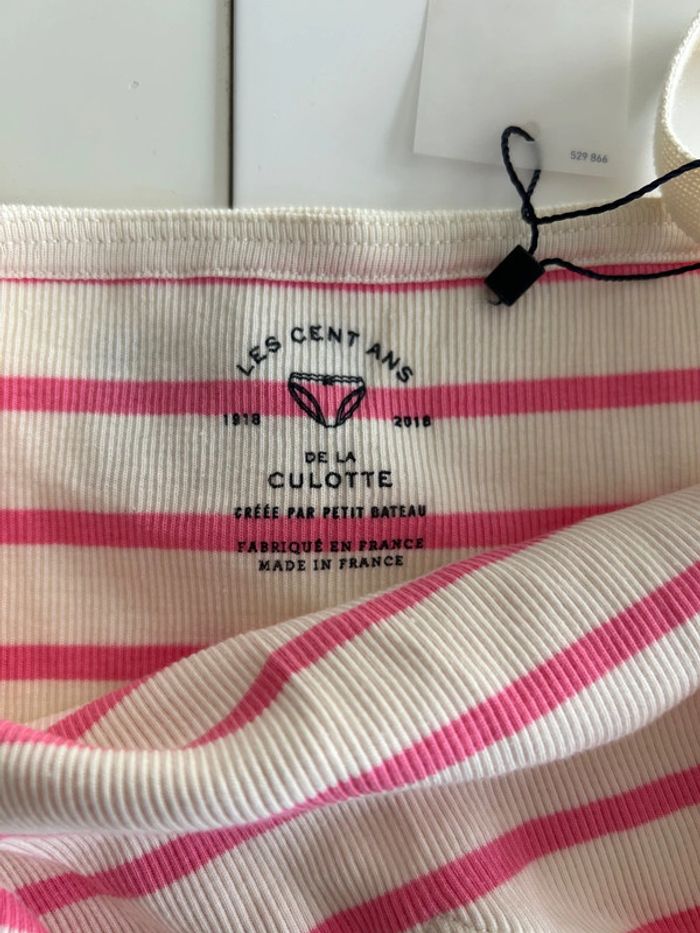 529 866
LES CENT ANS
1918 2018
DE LA
CULOTTE
CRÉÉE PAR PETIT BATEAU
FABRIQUÉ EN FRANCE
MADE IN FRANCE